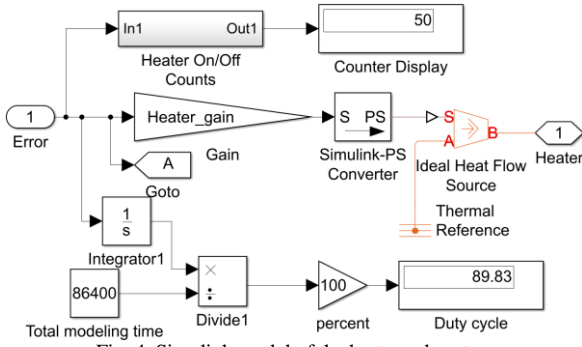 In1
Out1
50
Heater On/Off
Counts
Counter Display
1
Error
Heater_gain
Gain
S PS
Simulink-PS
Converter
S
A
B
Ideal Heat Flow
Source
1
Heater
A
Goto
Thermal
Reference
1
s
Integrator1
86400
Total modeling time
×
÷
Divide1
100
percent
89.83
Duty cycle